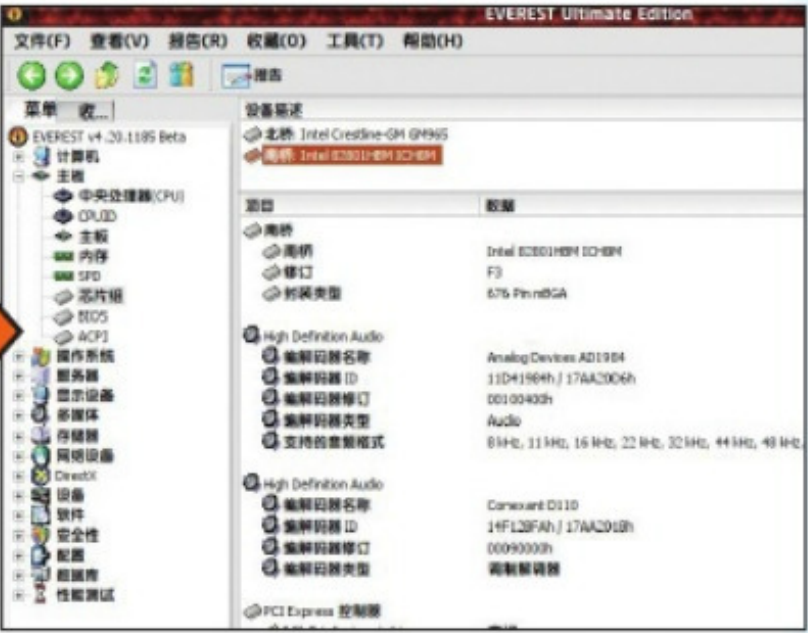 EVEREST Ultimate Edition
文件(F) 查看(V) 报告(R) 收藏(O) 工具(T) 帮助(H)
报告
菜单 收...
设备描述
EVEREST v4.20.1185 Beta
北桥: Intel Crestline-GM GM965
南桥: Intel 82801HBM ICH8M
计算机
主板
中央处理器(CPU)
CPUID
主板
内存
SPD
芯片组
BIOS
ACPI
操作系统
服务器
显示设备
多媒体
存储器
网络设备
DirectX
设备
软件
安全性
配置
数据库
性能测试
项目 数据
南桥
南桥 Intel 82801HBM ICH8M
修订 F3
封装类型 676 Pin mBGA
High Definition Audio
编解码器名称 Analog Devices AD1984
编解码器 ID 11D41984h / 17AA20D6h
编解码器修订 00100400h
编解码器类型 Audio
支持的音频格式 8 kHz, 11 kHz, 16 kHz, 22 kHz, 32 kHz, 44 kHz, 48 kHz,
High Definition Audio
编解码器名称 Conexant D110
编解码器 ID 14F12BFAh / 17AA201Bh
编解码器修订 00090000h
编解码器类型 调制解调器
PCI Express 控制器